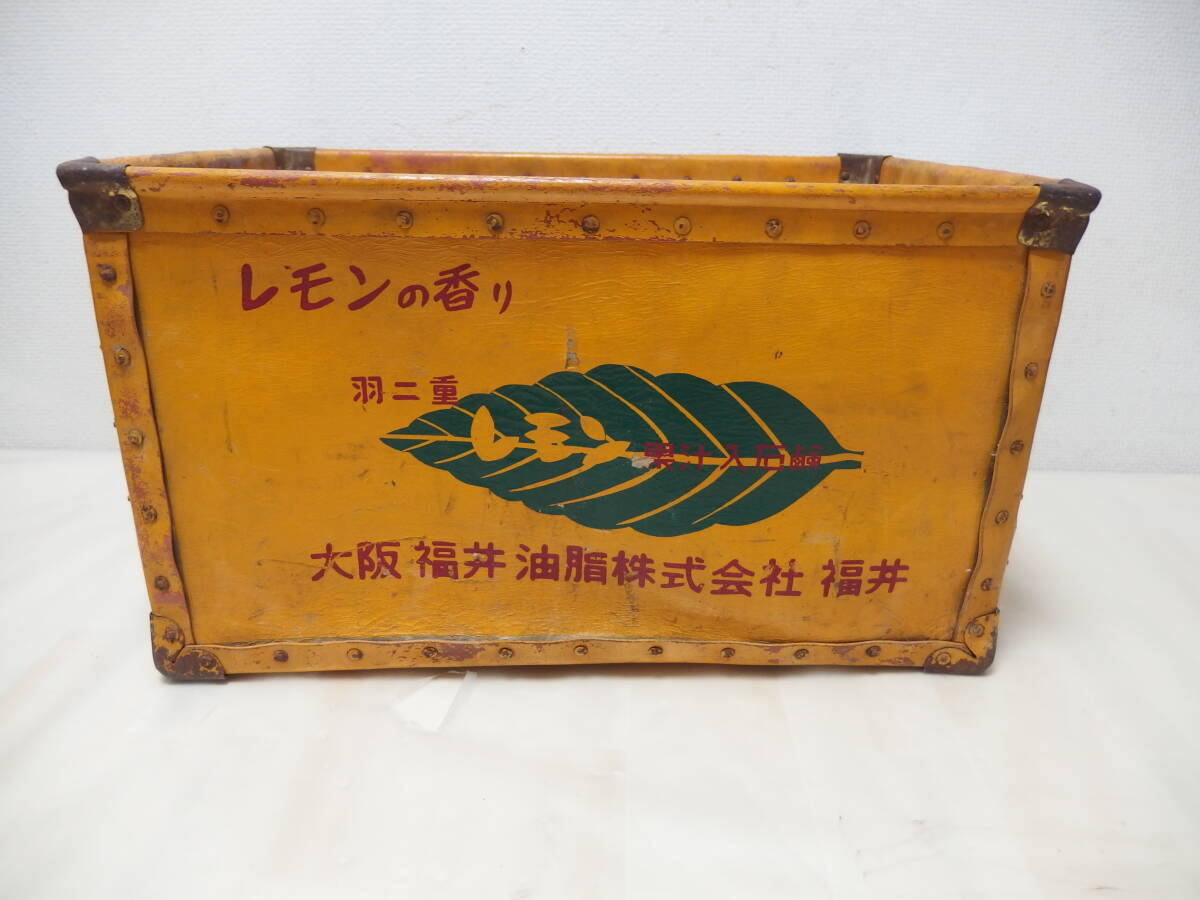 レモンの香り
羽二重
レモン
果汁入石鹸
大阪 福井油脂株式会社 福井